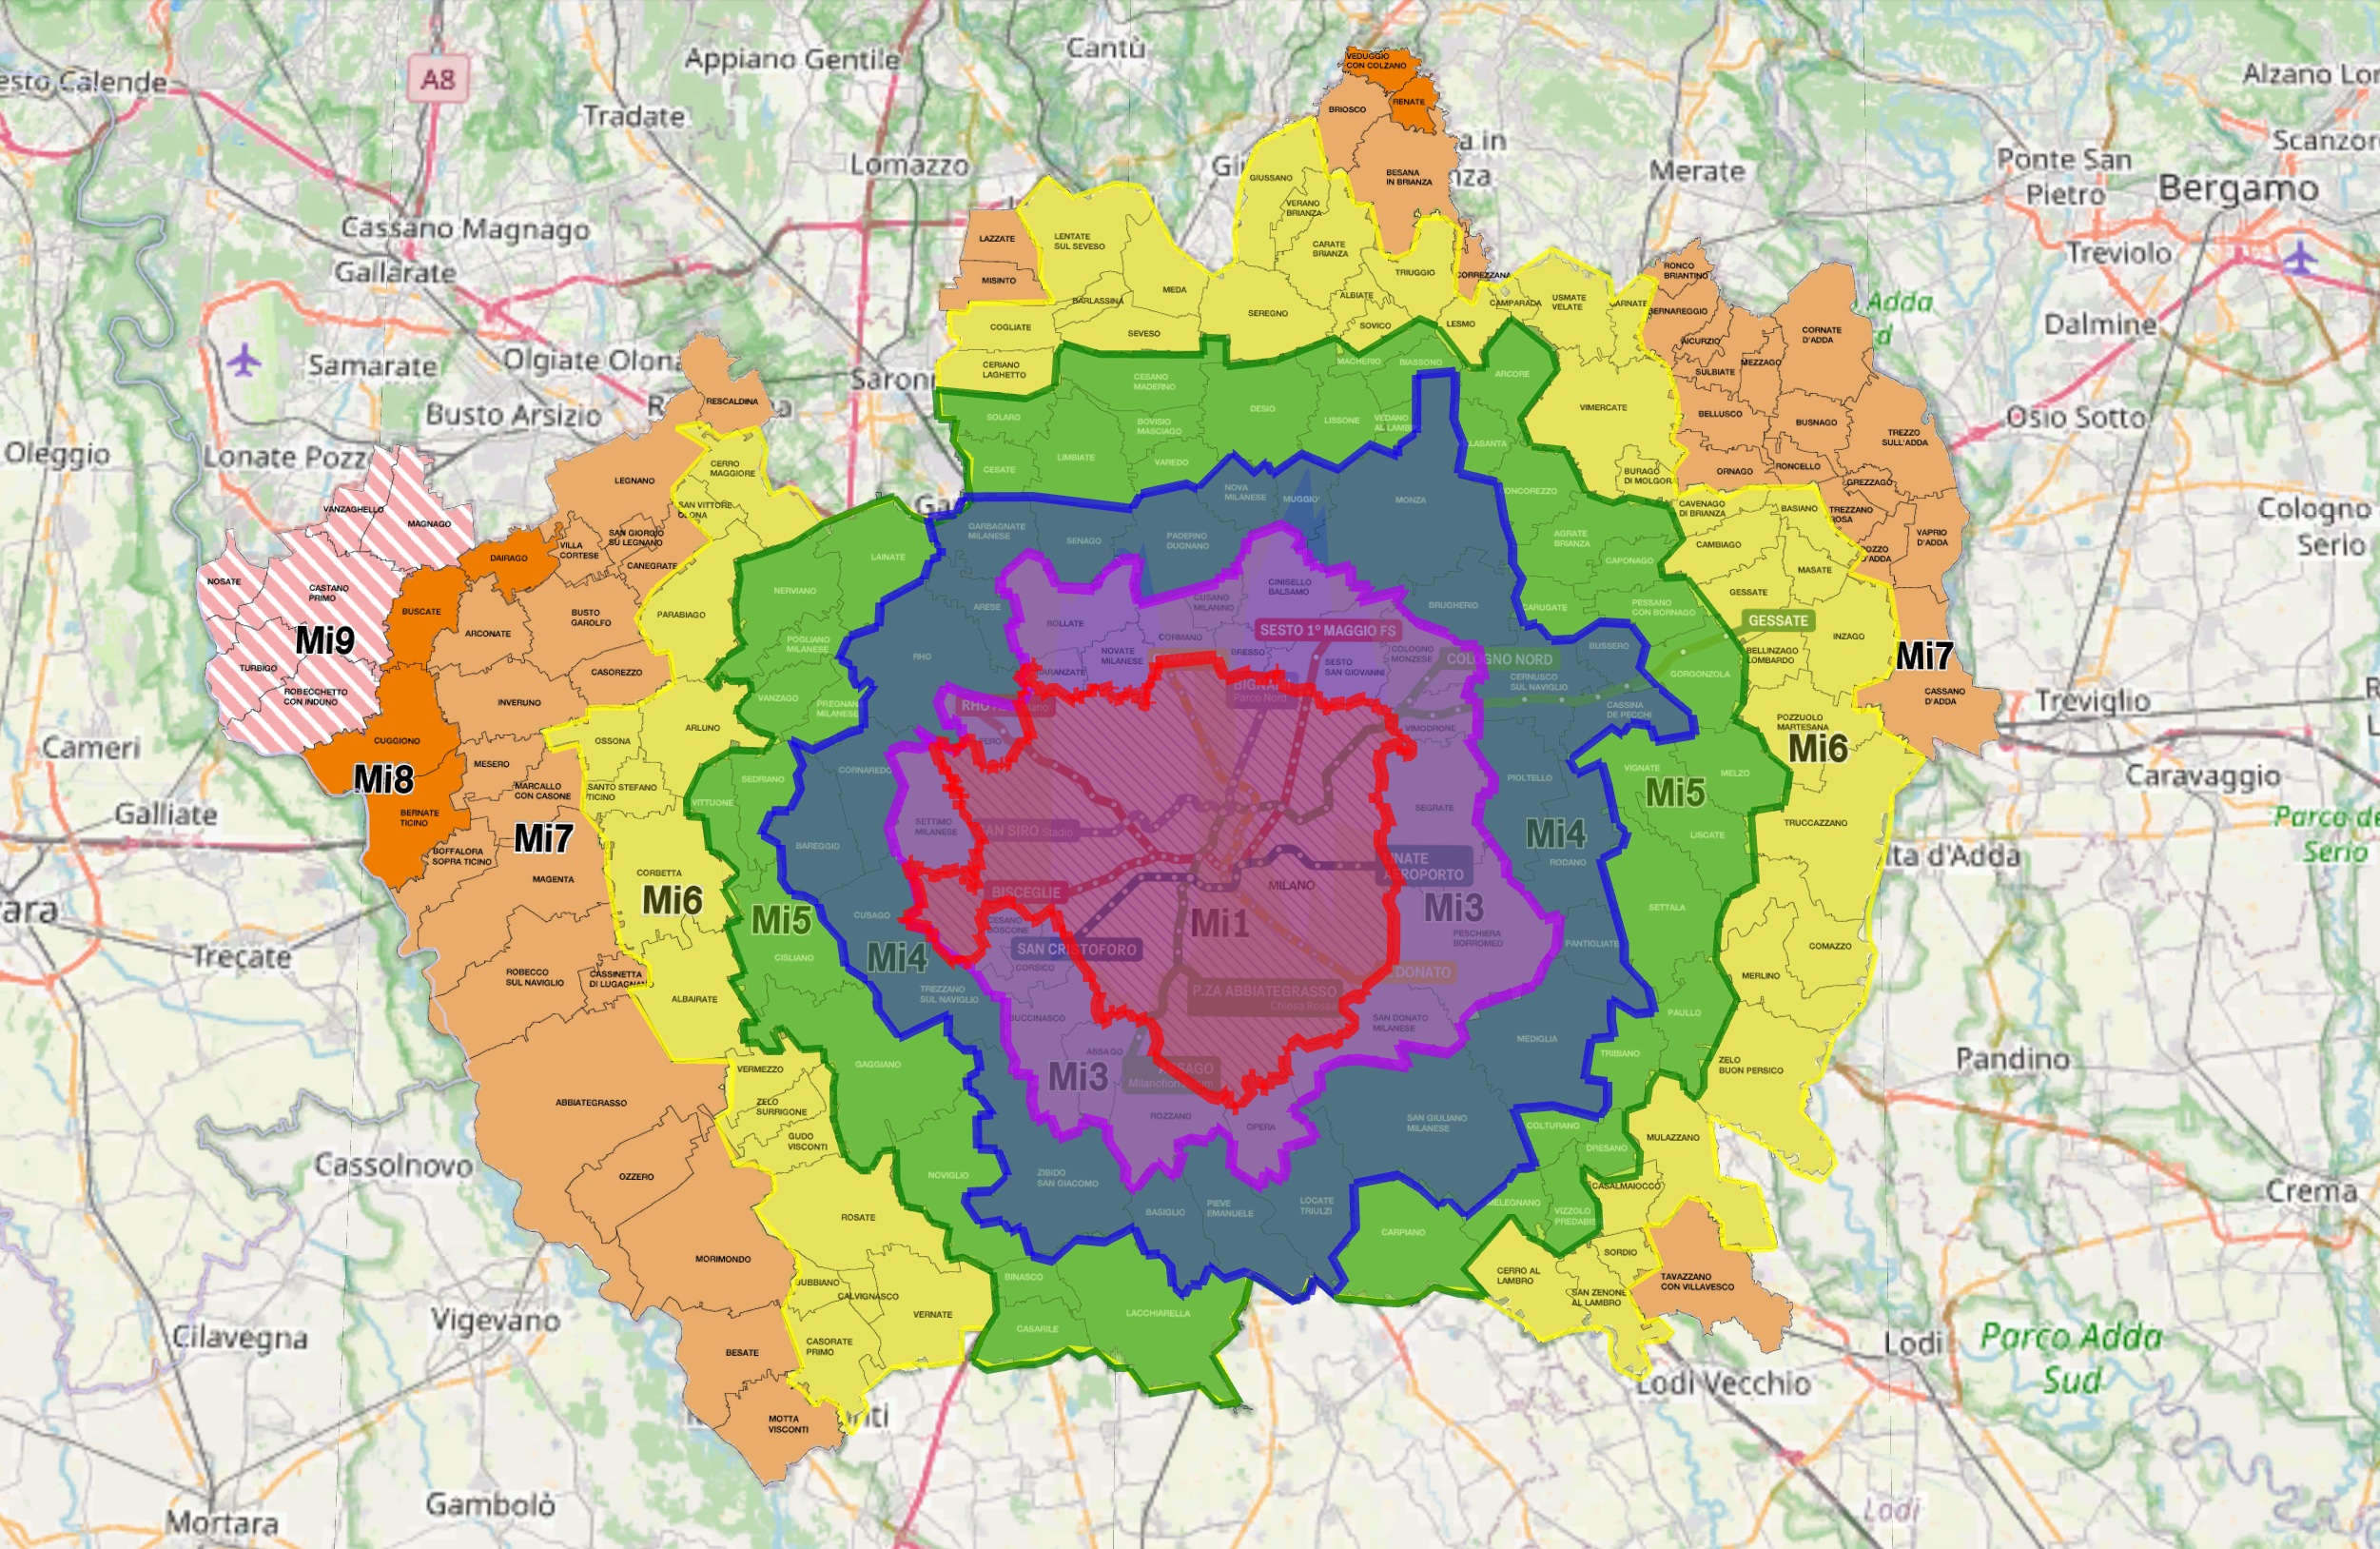 Cantù
Appiano Gentile
A8
esto Calende
Alzano Lo
Tradate
VEDUGGIO
CON COLZANO
BRIOSCO
RENATE
Scanzor
Lomazzo
Merate
Ponte San
Pietro
Bergamo
GIUSSANO
BESANA
IN BRIANZA
VERANO
BRIANZA
Cassano Magnago
Gallarate
LAZZATE
LENTATE
SUL SEVESO
CARATE
BRIANZA
Treviolo
MISINTO
MEDA
TRIUGGIO
CORREZZANA
RONCO
BRIANTINO
BARLASSINA
ALBIATE
CAMPARADA
USMATE
VELATE
CARNATE
BERNAREGGIO
Adda
COGLIATE
SEVESO
SEREGNO
SOVICO
LESMO
CORNATE
D'ADDA
Dalmine
Samarate
Olgiate Olona
AICURZIO
MEZZAGO
SULBIATE
CERIANO
LAGHETTO
MACHERIO
BIASSONO
ARCORE
CESANO
MADERNO
Saron
Busto Arsizio
RESCALDINA
SOLARO
BOVISIO
MASCIAGO
DESIO
LISSONE
VEDANO
VIMERCATE
BELLUSCO
BUSNAGO
Osio Sotto
TREZZO
SULL'ADDA
Oleggio
Lonate Pozz
CERRO
MAGGIORE
CESATE
LIMBIATE
VAREDO
BURAGO
DI MOLGORA
ORNAGO
RONCELLO
LEGNANO
GREZZAGO
VANZAGHELLO
MAGNAGO
SAN VITTORE
OLONA
NOVA
MILANESE
MUGGIO'
MONZA
CAVENAGO
DI BRIANZA
BASIANO
TREZZANO
ROSA
Cologno
Serio
GARBAGNATE
MILANESE
SENAGO
PADERNO
DUGNANO
AGRATE
BRIANZA
CAMBIAGO
VAPRIO
D'ADDA
VILLA
CORTESE
SAN GIORGIO
SU LEGNANO
DAIRAGO
CANEGRATE
LAINATE
CAPONAGO
MASATE
POZZO
D'ADDA
NOSATE
CASTANO
PRIMO
NERVIANO
CINISELLO
BALSAMO
GESSATE
BUSCATE
BUSTO
GAROLFO
PARABIAGO
ARESE
CUSANO
MILANINO
BRUGHERIO
CARUGATE
PESSANO
CON BORNAGO
GESSATE
Mi9
ARCONATE
POGLIANO
MILANESE
RHO
BOLLATE
CORMANO
SESTO 1° MAGGIO FS
INZAGO
TURBIGO
CASOREZZO
NOVATE
MILANESE
BRESSO
SESTO
SAN GIOVANNI
COLOGNO
MONZESE
COLOGNO NORD
BUSSERO
BELLINZAGO
LOMBARDO
Mi7
BARANZATE
CERNUSCO
SUL NAVIGLIO
GORGONZOLA
ROBECCHETTO
CON INDUNO
INVERUNO
VANZAGO
PREGNANA
MILANESE
BIGNAMI
Parco Nord
CASSINA
DE PECCHI
CASSANO
D'ADDA
Treviglio
Cameri
CUGGIONO
OSSONA
ARLUNO
PERO
VIMODRONE
POZZUOLO
MARTESANA
Mi6
Mi8
MESERO
SANTO STEFANO
TICINO
MARCALLO
CON CASONE
SEDRIANO
CORNAREDO
PIOLTELLO
VIGNATE
MELZO
Caravaggio
Galliate
BERNATE
TICINO
VITTUONE
SETTIMO
MILANESE
SAN SIRO Stadio
SEGRATE
Mi5
TRUCCAZZANO
Mi7
BAREGGIO
Mi4
LISCATE
Parco de
Serio
BOFFALORA
SOPRA TICINO
MAGENTA
CORBETTA
RODANO
LINATE
AEROPORTO
Mi6
Mi5
CUSAGO
BISCEGLIE
MILANO
Mi1
Mi3
SETTALA
CESANO
BOSCONE
PESCHIERA
BORROMEO
PANTIGLIATE
Trecate
CISLIANO
Mi4
SAN CRISTOFORO
CORSICO
COMAZZO
ROBECCO
SUL NAVIGLIO
CASSINETTA
DI LUGAGNANO
MERLINO
ALBAIRATE
TREZZANO
SUL NAVIGLIO
P.ZA ABBIATEGRASSO
Chiesa Rossa
BUCCINASCO
SAN DONATO
MILANESE
PAULLO
MEDIGLIA
VERMEZZO
GAGGIANO
Mi3
ASSAGO
ASSAGO
TRIBIANO
ZELO
BUON PERSICO
Pandino
ABBIATEGRASSO
ZELO
SURRIGONE
ROZZANO
OPERA
SAN GIULIANO
MILANESE
COLTURANO
GUDO
VISCONTI
DRESANO
MULAZZANO
Cassolnovo
OZZERO
NOVIGLIO
ZIBIDO
SAN GIACOMO
CASALMAIOCCO
Crema
ROSATE
BASIGLIO
PIEVE
EMANUELE
LOCATE
TRIULZI
MELEGNANO
VIZZOLO
PREDABISSI
CARPIANO
MORIMONDO
SORDIO
BINASCO
CERRO AL
LAMBRO
TAVAZZANO
CON VILLAVESCO
BUBBIANO
CALVIGNASCO
VERNATE
LACCHIARELLA
SAN ZENONE
AL LAMBRO
Vigevano
Cilavegna
CASORATE
PRIMO
CASARILE
BESATE
Lodi
Parco Adda
Sud
Lodi Vecchio
MOTTA
VISCONTI
Gambolò
Mortara
Lodi